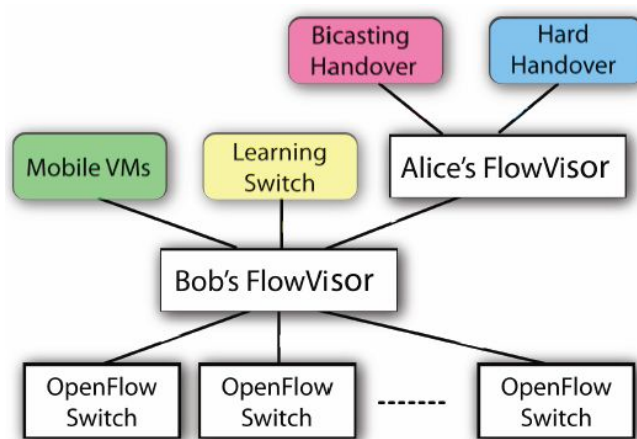 Bicasting
Handover
Hard
Handover
Mobile VMs
Learning
Switch
Alice's FlowVisor
Bob's FlowVisor
OpenFlow
Switch
OpenFlow
Switch
OpenFlow
Switch